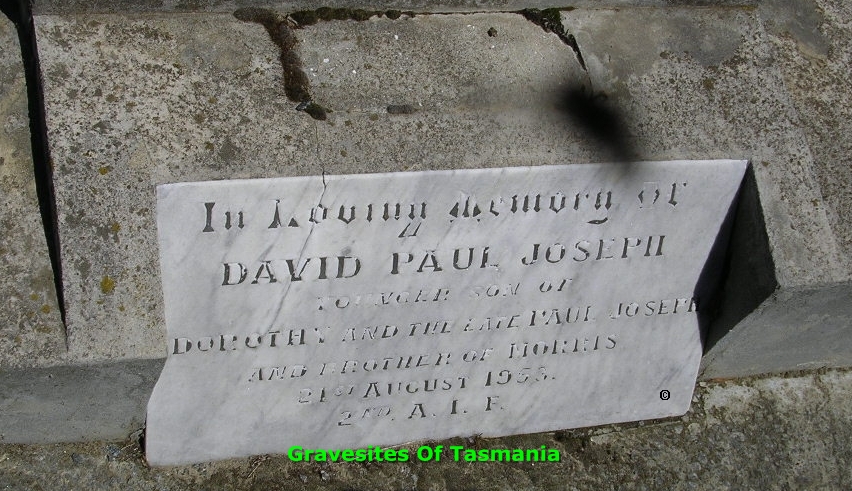 In Loving Memory Of
DAVID PAUL JOSEPH
YOUNGER SON OF
DOROTHY AND THE LATE PAUL JOSEPH
AND BROTHER OF MORRIS
21ST AUGUST 1953.
2ND. A. I. F.
©
Gravesites Of Tasmania